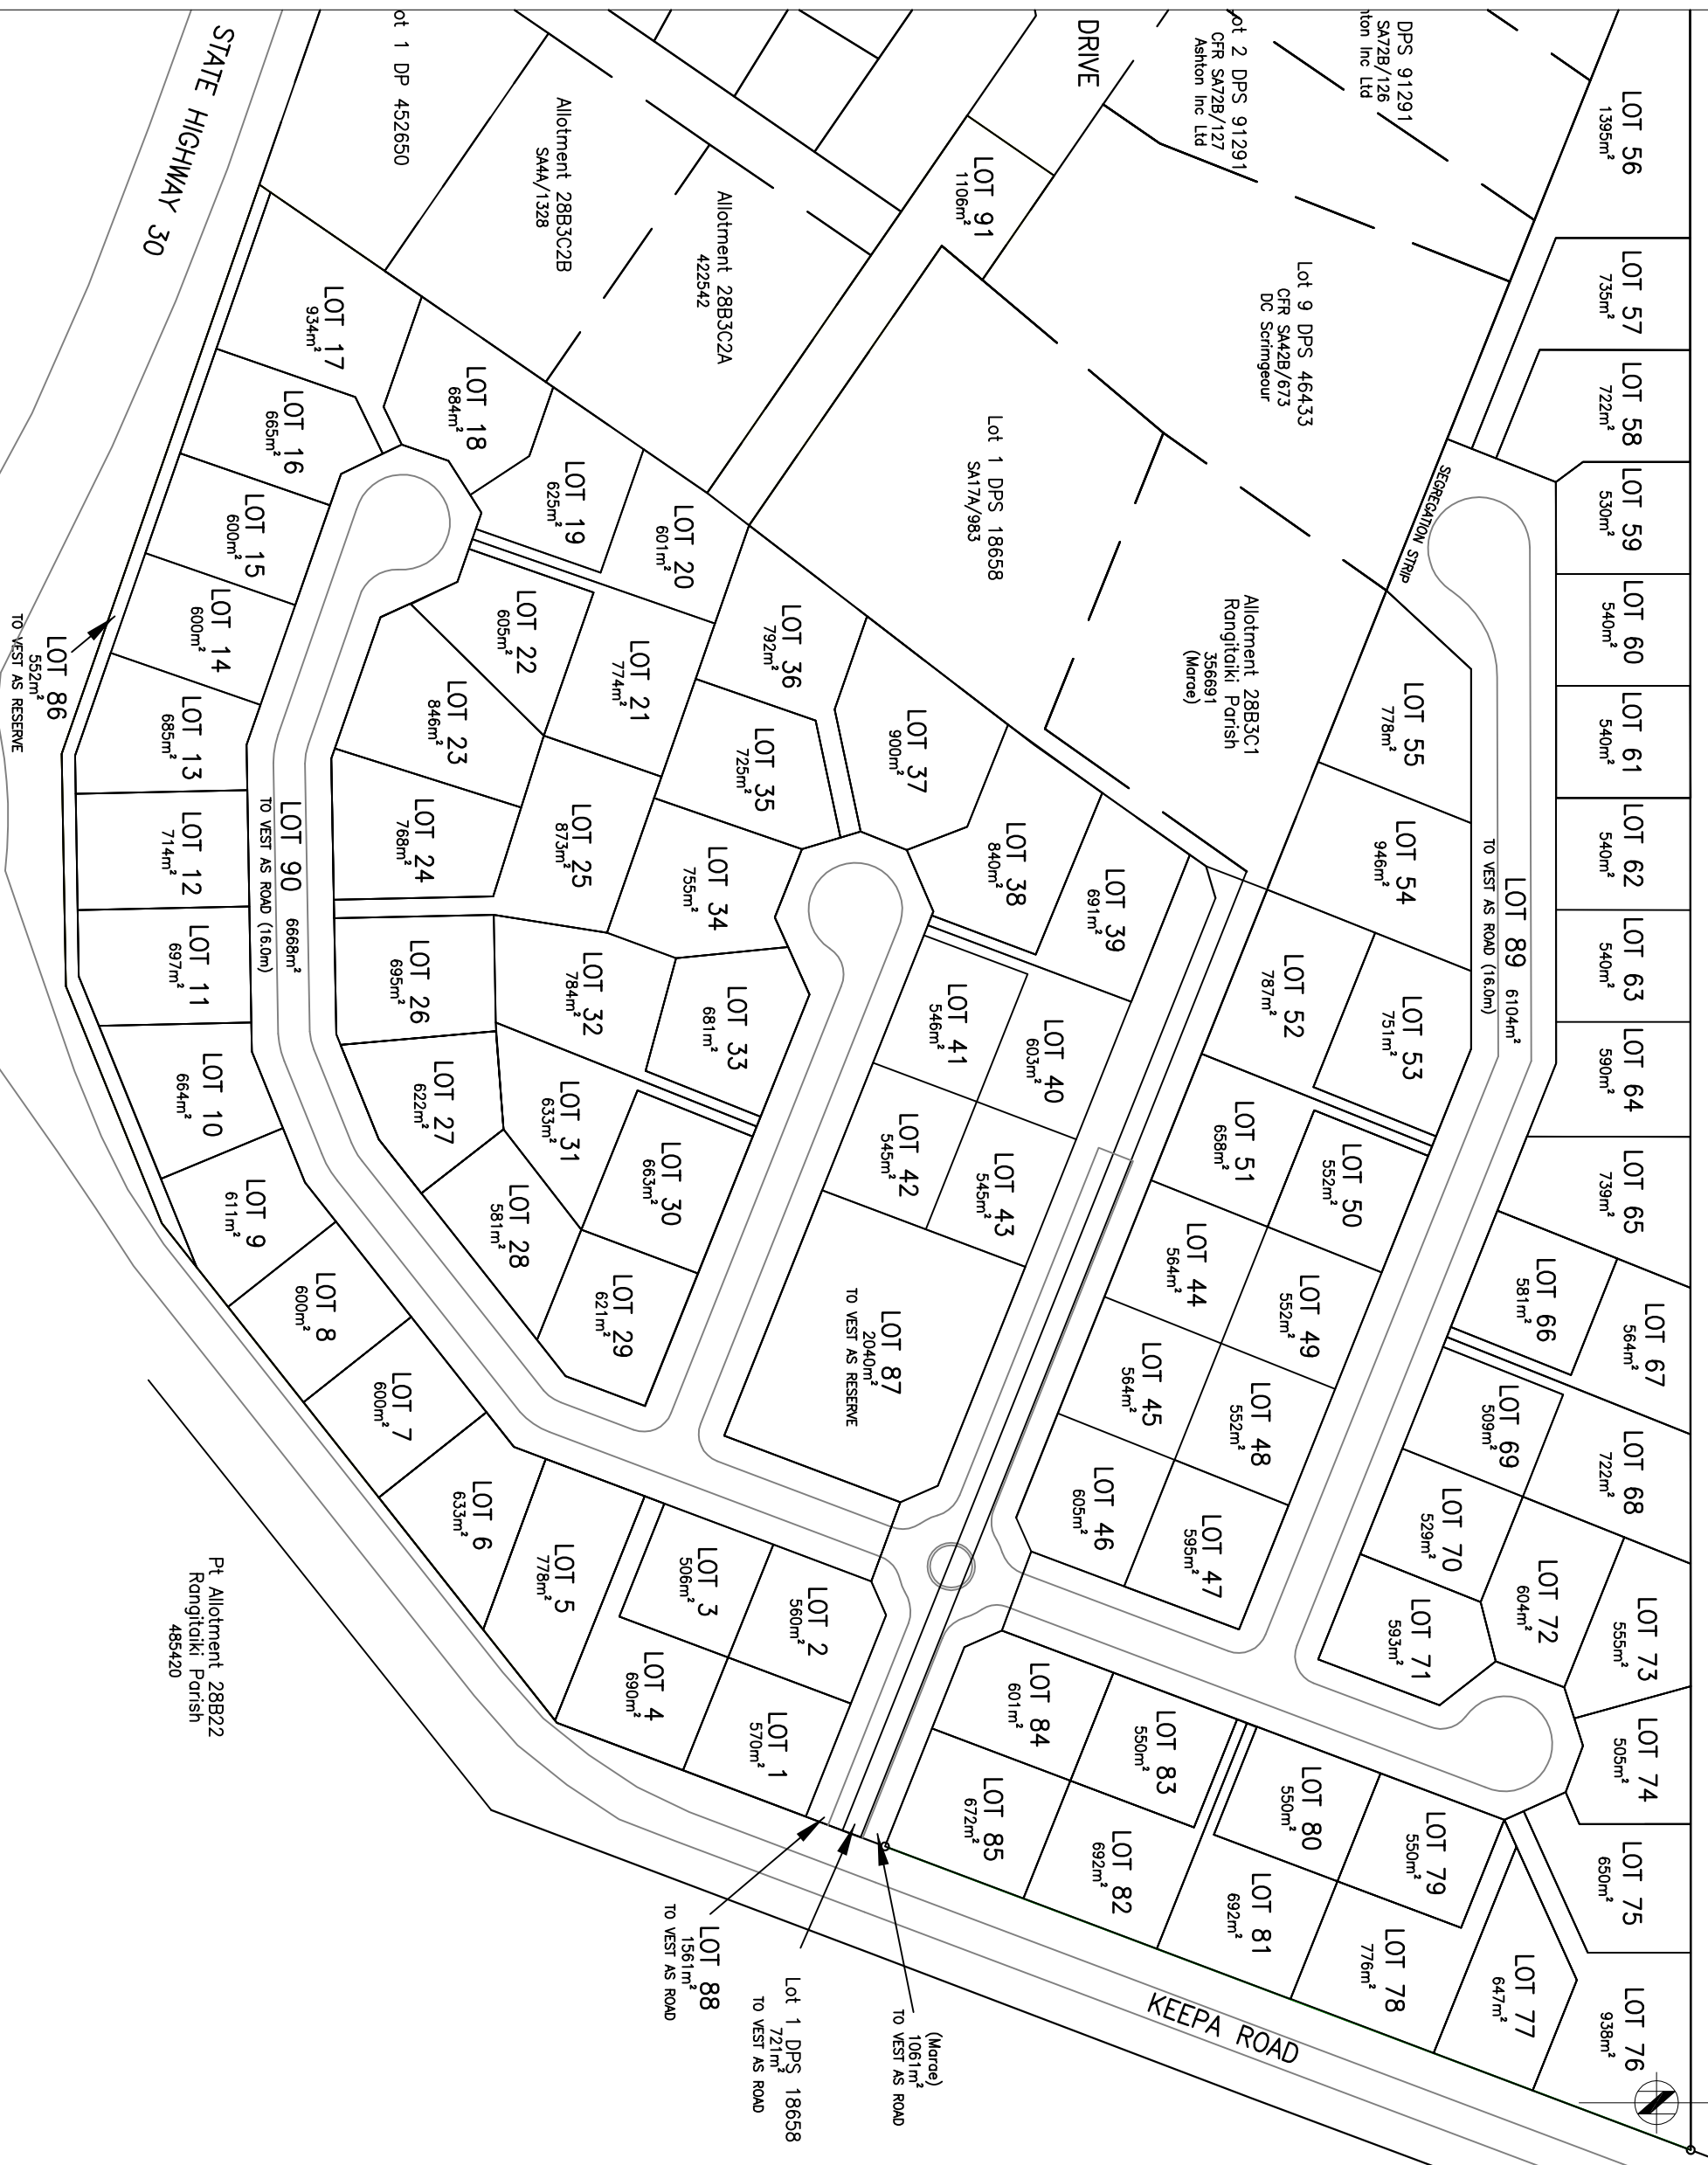 STATE HIGHWAY 30
ot 1 DP 452650
Allotment 28B3C2B
SA4A/1328
Allotment 28B3C2A
422542
DRIVE
LOT 91
1106m²
ot 2 DPS 91291
CFR SA72B/127
Ashton Inc Ltd
DPS 91291
SA72B/126
hton Inc Ltd
Lot 9 DPS 46433
CFR SA42B/673
DC Scrimgeour
Lot 1 DPS 18658
SA17A/983
Allotment 28B3C1
Rangitaiki Parish
356691
(Marae)
SEGREGATION STRIP
LOT 56
1395m²
LOT 57
735m²
LOT 58
722m²
LOT 59
530m²
LOT 60
540m²
LOT 61
540m²
LOT 62
540m²
LOT 63
540m²
LOT 64
590m²
LOT 65
739m²
LOT 66
581m²
LOT 67
564m²
LOT 68
722m²
LOT 69
509m²
LOT 70
529m²
LOT 71
593m²
LOT 72
604m²
LOT 73
555m²
LOT 74
505m²
LOT 75
650m²
LOT 76
938m²
LOT 77
647m²
LOT 78
776m²
LOT 79
550m²
LOT 80
550m²
LOT 81
692m²
LOT 82
692m²
LOT 83
550m²
LOT 84
601m²
LOT 85
672m²
LOT 89 6104m²
TO VEST AS ROAD (16.0m)
LOT 55
778m²
LOT 54
946m²
LOT 53
751m²
LOT 52
787m²
LOT 51
658m²
LOT 50
552m²
LOT 49
552m²
LOT 48
552m²
LOT 47
595m²
LOT 46
605m²
LOT 45
564m²
LOT 44
564m²
LOT 43
545m²
LOT 42
545m²
LOT 41
546m²
LOT 40
603m²
LOT 39
691m²
LOT 38
840m²
LOT 37
900m²
LOT 36
792m²
LOT 35
725m²
LOT 34
755m²
LOT 33
681m²
LOT 32
784m²
LOT 31
633m²
LOT 30
663m²
LOT 29
621m²
LOT 28
581m²
LOT 27
622m²
LOT 26
695m²
LOT 25
873m²
LOT 24
768m²
LOT 23
846m²
LOT 22
605m²
LOT 21
774m²
LOT 20
601m²
LOT 19
625m²
LOT 18
684m²
LOT 17
934m²
LOT 16
665m²
LOT 15
600m²
LOT 14
600m²
LOT 13
685m²
LOT 12
714m²
LOT 11
697m²
LOT 10
664m²
LOT 9
611m²
LOT 8
600m²
LOT 7
600m²
LOT 6
633m²
LOT 5
778m²
LOT 4
690m²
LOT 3
506m²
LOT 2
560m²
LOT 1
570m²
LOT 86
552m²
TO VEST AS RESERVE
LOT 90 6668m²
TO VEST AS ROAD (16.0m)
LOT 87
2040m²
TO VEST AS RESERVE
LOT 88
1561m²
TO VEST AS ROAD
Lot 1 DPS 18658
721m²
TO VEST AS ROAD
(Marae)
1061m²
TO VEST AS ROAD
KEEPA ROAD
Pt Allotment 28B22
Rangitaiki Parish
485420